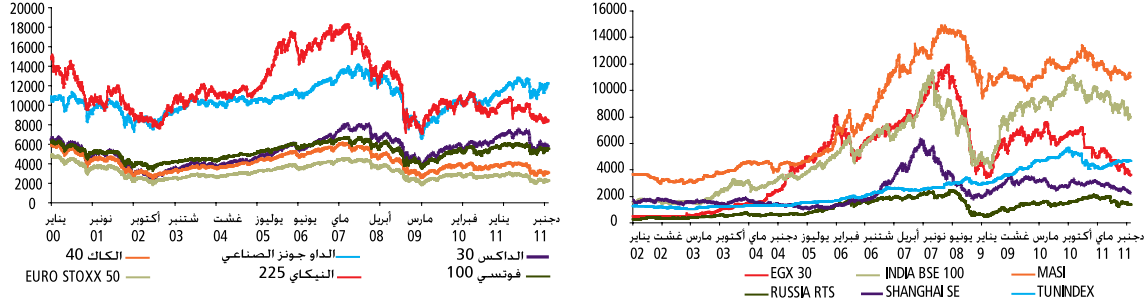 20000
18000
16000
14000
12000
10000
8000
6000
4000
2000
0
يناير نونبر أكتوبر شتنبر غشت يوليوز يونيو ماي أبريل مارس فبراير يناير دجنبر
00 01 02 03 04 05 06 07 08 09 10 11 11
الكاك 40 الداو جونز الصناعي الداكس 30
EURO STOXX 50 النيكاي 225 فوتسي 100
16000
14000
12000
10000
8000
6000
4000
2000
0
يناير غشت مارس أكتوبر ماي دجنبر يوليوز فبراير شتنبر أبريل نونبر يونيو يناير غشت مارس أكتوبر ماي دجنبر
02 02 03 03 04 04 05 06 06 07 07 08 9 09 10 10 11 11
EGX 30 INDIA BSE 100 MASI
RUSSIA RTS SHANGHAI SE TUNINDEX